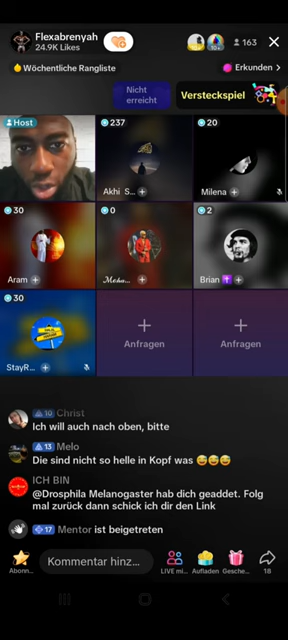 Flexabrenyah
24.9K Likes
10+
163
Wöchentliche Rangliste
Erkunden >
Nicht
erreicht
Versteckspiel
Host
237
20
Akhi S...
Milena
30
0
2
Aram
Brian
30
StayR...
Anfragen
Anfragen
10 Christ
Ich will auch nach oben, bitte
13 Melo
Die sind nicht so helle in Kopf was 😅😅😅
ICH BIN
@Drosphila Melanogaster hab dich geaddet. Folg
mal zurück dann schick ich dir den Link
17 Mentor ist beigetreten
Abonn...
Kommentar hinz...
LIVE mi...
Aufladen
Gesche...
18